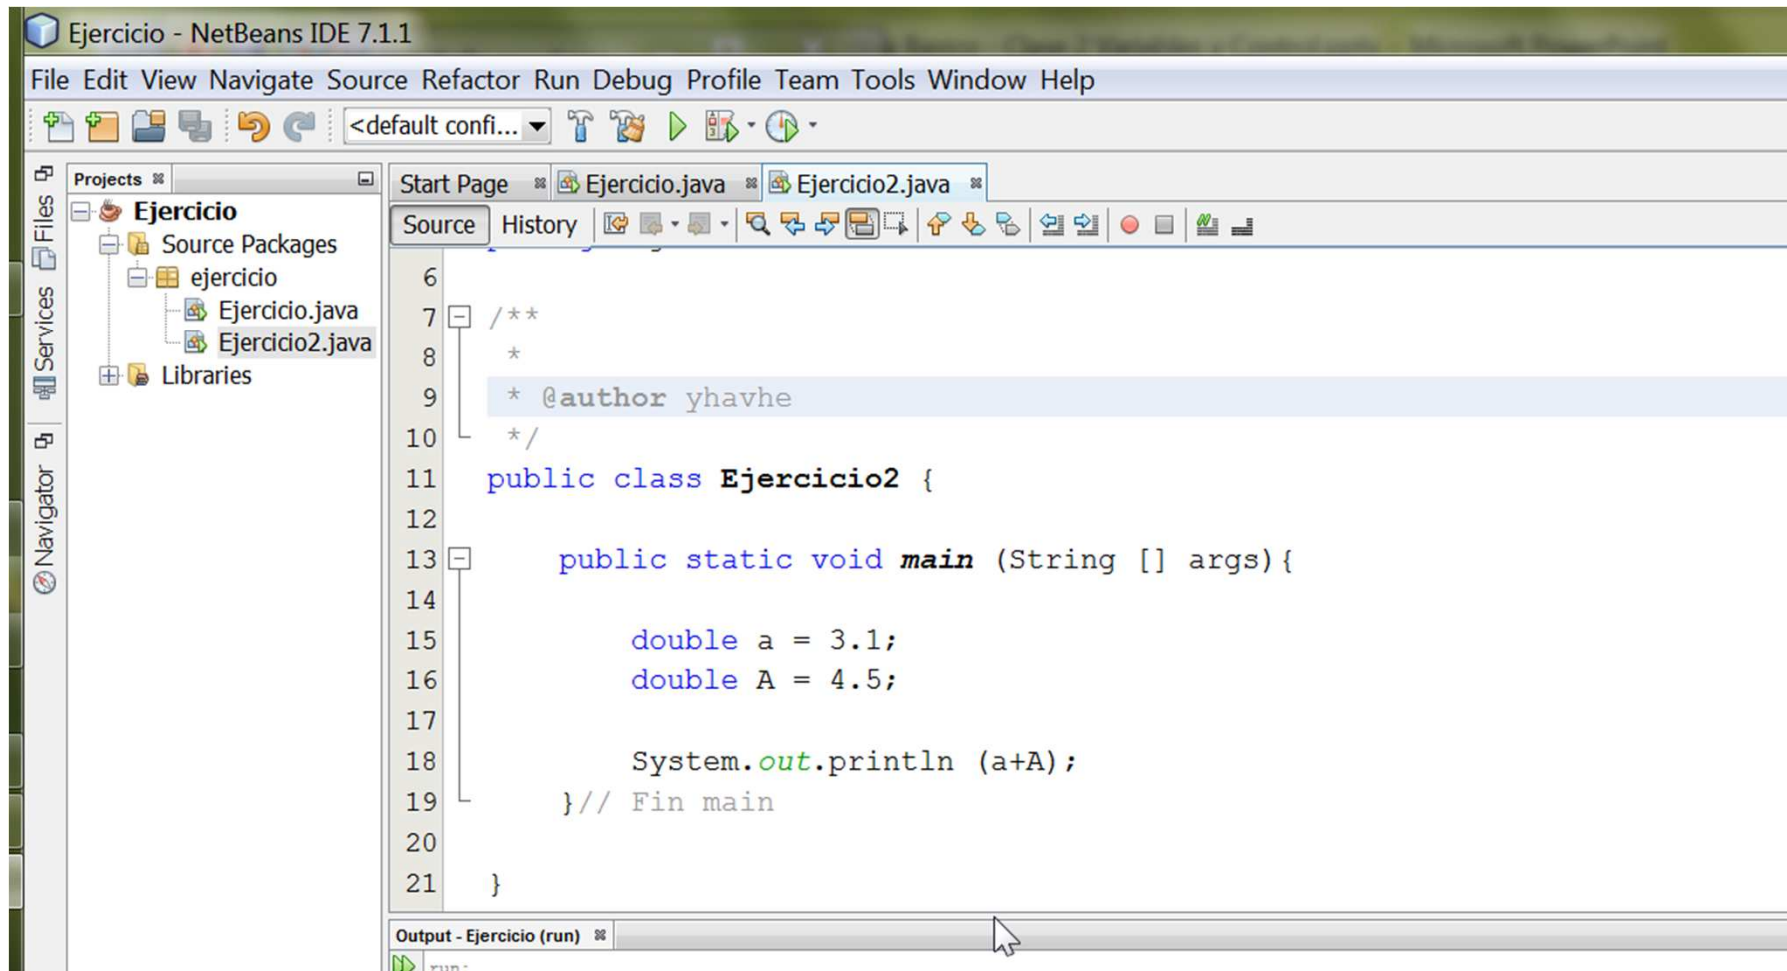 Ejercicio - NetBeans IDE 7.1.1
File Edit View Navigate Source Refactor Run Debug Profile Team Tools Window Help
<default confi...
Files
Services
Navigator
Projects
Ejercicio
Source Packages
ejercicio
Ejercicio.java
Ejercicio2.java
Libraries
Start Page Ejercicio.java Ejercicio2.java
Source History
6
7 /**
8 *
9 * @author yhavhe
10 */
11 public class Ejercicio2 {
12
13 public static void main (String [] args){
14
15 double a = 3.1;
16 double A = 4.5;
17
18 System.out.println (a+A);
19 }// Fin main
20
21 }
Output - Ejercicio (run)
run: